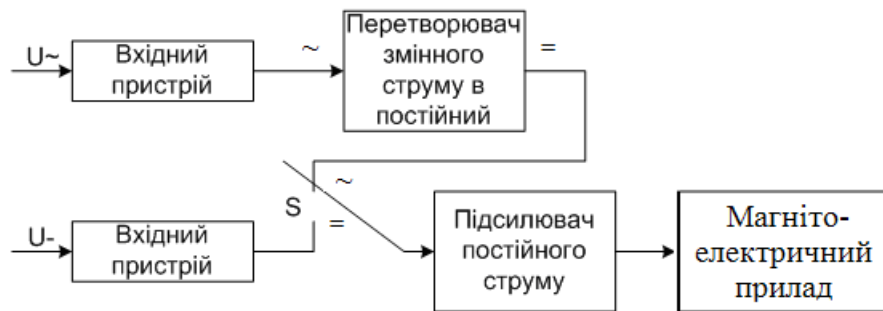 U~
Вхідний
пристрій
~
Перетворювач
змінного
струму в
постійний
=
U-
Вхідний
пристрій
S
~
=
Підсилювач
постійного
струму
Магніто-
електричний
прилад